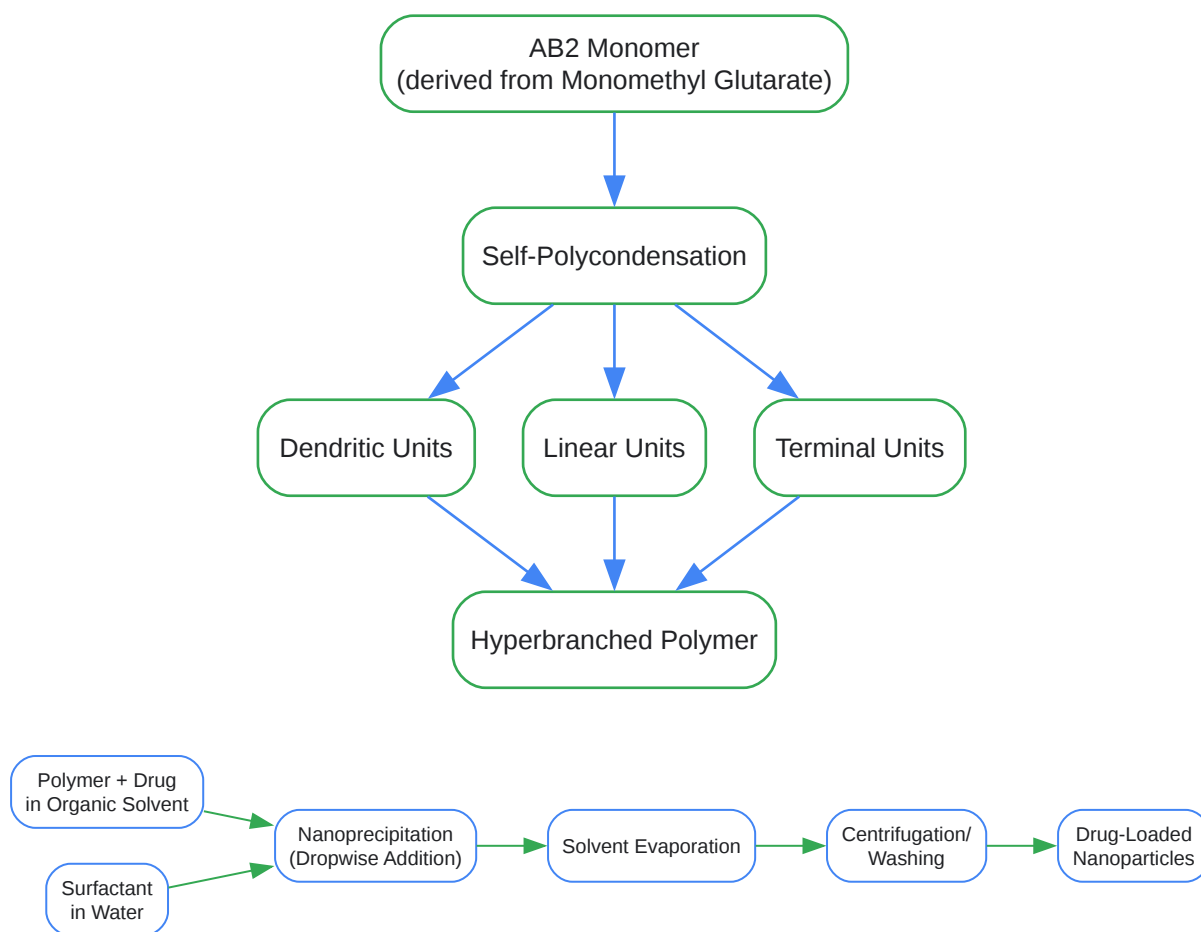 AB2 Monomer
(derived from Monomethyl Glutarate)
Self-Polycondensation
Dendritic Units
Linear Units
Terminal Units
Hyperbranched Polymer
Polymer + Drug
in Organic Solvent
Surfactant
in Water
Nanoprecipitation
(Dropwise Addition)
Solvent Evaporation
Centrifugation/
Washing
Drug-Loaded
Nanoparticles